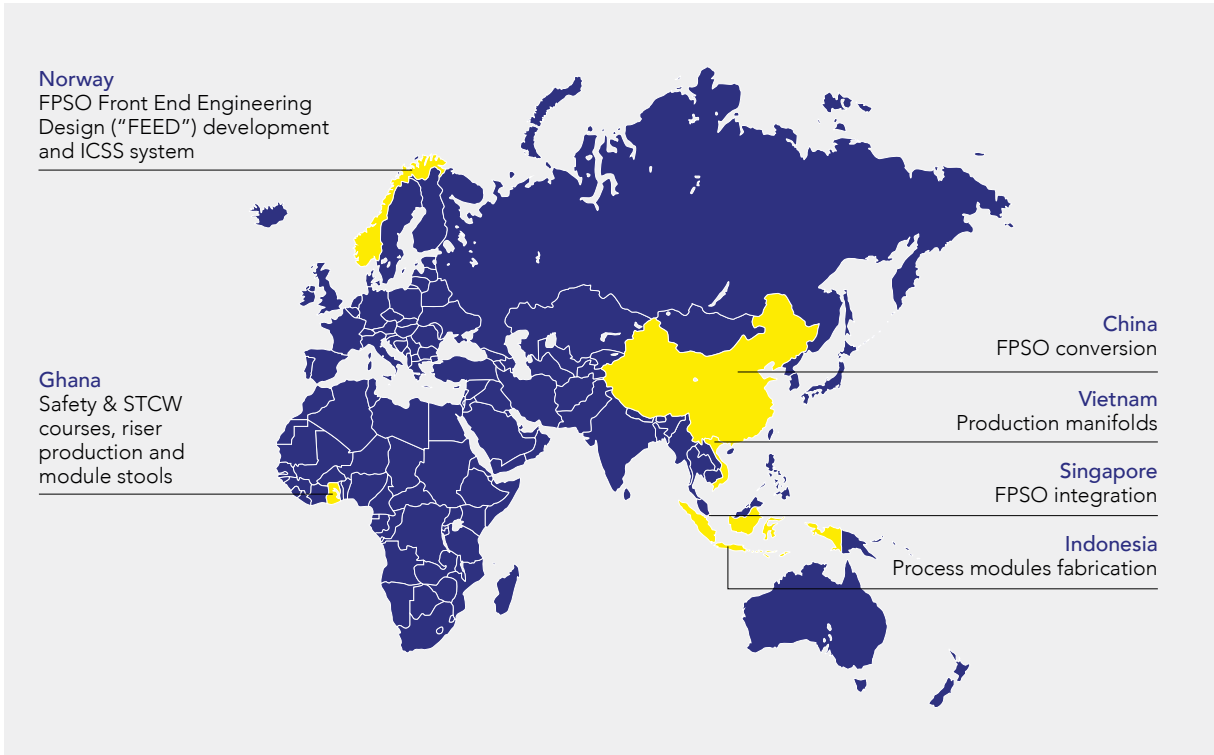 Norway
FPSO Front End Engineering
Design (“FEED”) development
and ICSS system
Ghana
Safety & STCW
courses, riser
production and
module stools
China
FPSO conversion
Vietnam
Production manifolds
Singapore
FPSO integration
Indonesia
Process modules fabrication